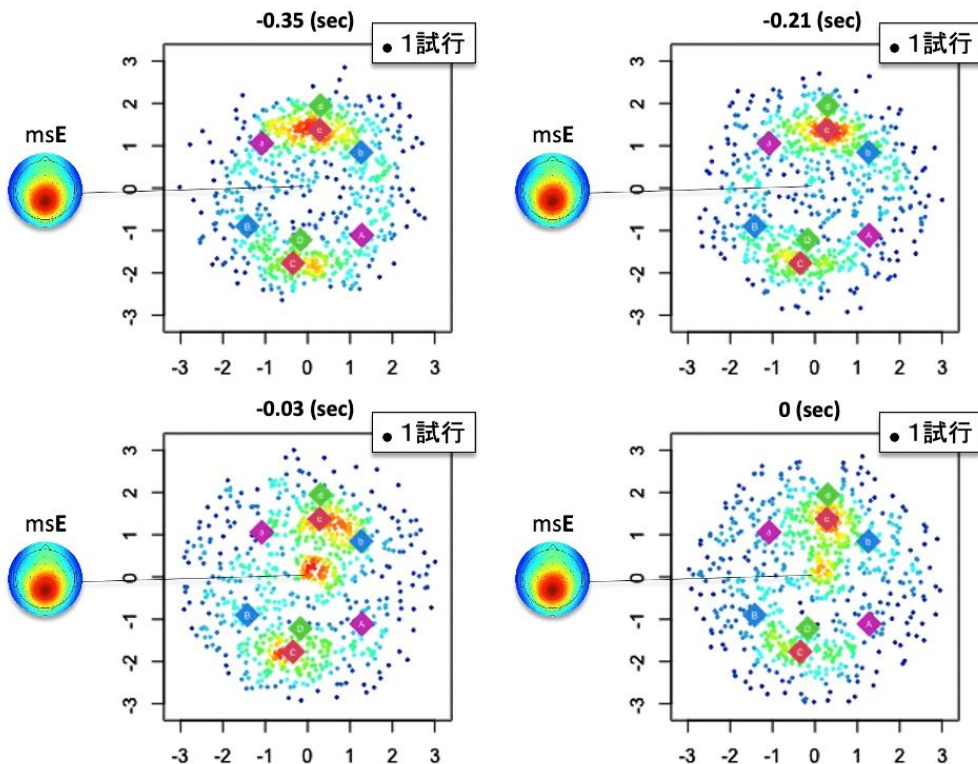 -0.35 (sec)
● 1試行
msE
3
2
1
0
-1
-2
-3
-3 -2 -1 0 1 2 3
d
c
a
b
B
A
D
C
-0.21 (sec)
● 1試行
msE
3
2
1
0
-1
-2
-3
-3 -2 -1 0 1 2 3
d
c
a
b
B
A
D
C
-0.03 (sec)
● 1試行
msE
3
2
1
0
-1
-2
-3
-3 -2 -1 0 1 2 3
d
c
a
b
B
A
D
C
0 (sec)
● 1試行
msE
3
2
1
0
-1
-2
-3
-3 -2 -1 0 1 2 3
d
c
a
b
B
A
D
C